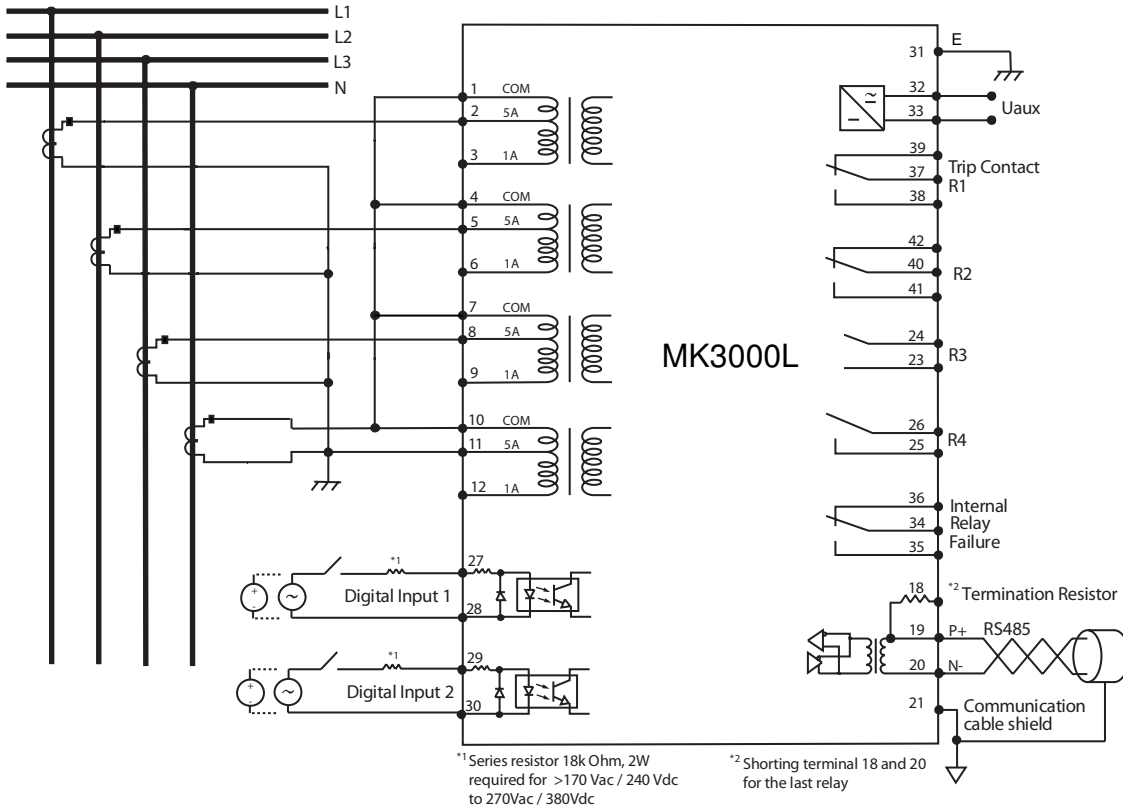 L1
L2
L3
N
1 COM
2 5A
3 1A
4 COM
5 5A
6 1A
7 COM
8 5A
9 1A
10 COM
11 5A
12 1A
*1
27
+
-
~
Digital Input 1
28
*1
29
+
-
~
Digital Input 2
30
MK3000L
31 E
32
33
Uaux
39
37
38
Trip Contact
R1
42
40
41
R2
24
23
R3
26
25
R4
36
34
35
Internal
Relay
Failure
18
*2 Termination Resistor
19 P+ RS485
20 N-
21
Communication
cable shield
*1 Series resistor 18k Ohm, 2W
required for >170 Vac / 240 Vdc
to 270Vac / 380Vdc
*2 Shorting terminal 18 and 20
for the last relay